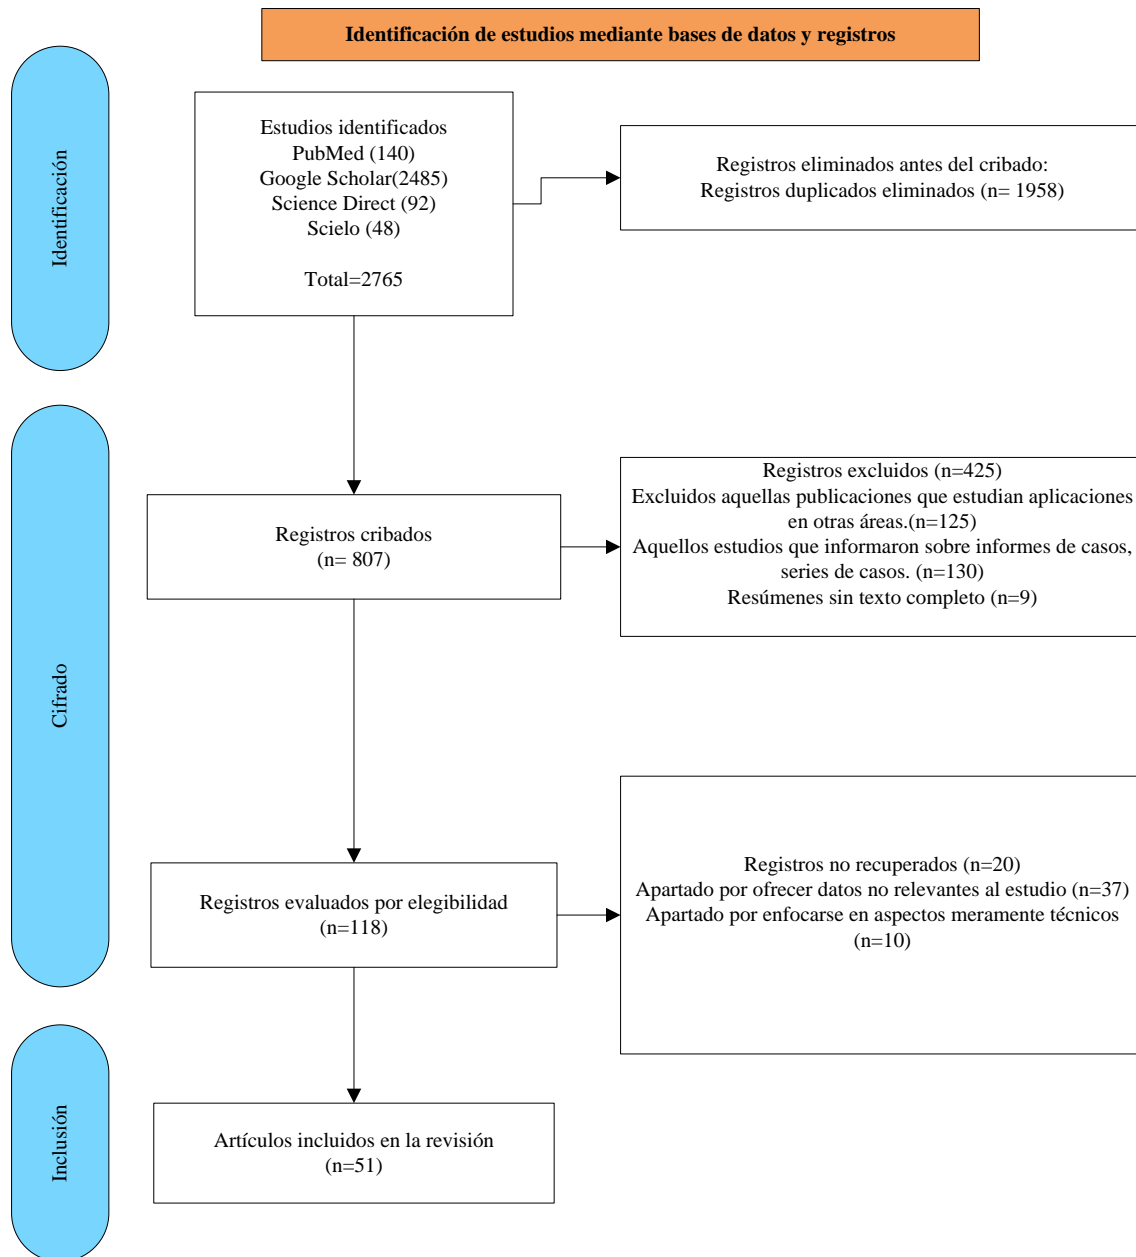 Identificación de estudios mediante bases de datos y registros
Identificación
Estudios identificados
PubMed (140)
Google Scholar(2485)
Science Direct (92)
Scielo (48)
Total=2765
Registros eliminados antes del cribado:
Registros duplicados eliminados (n= 1958)
Cifrado
Registros cribados
(n= 807)
Registros excluidos (n=425)
Excluidos aquellas publicaciones que estudian aplicaciones
en otras áreas.(n=125)
Aquellos estudios que informaron sobre informes de casos,
series de casos. (n=130)
Resúmenes sin texto completo (n=9)
Registros evaluados por elegibilidad
(n=118)
Registros no recuperados (n=20)
Apartado por ofrecer datos no relevantes al estudio (n=37)
Apartado por enfocarse en aspectos meramente técnicos
(n=10)
Inclusión
Artículos incluidos en la revisión
(n=51)